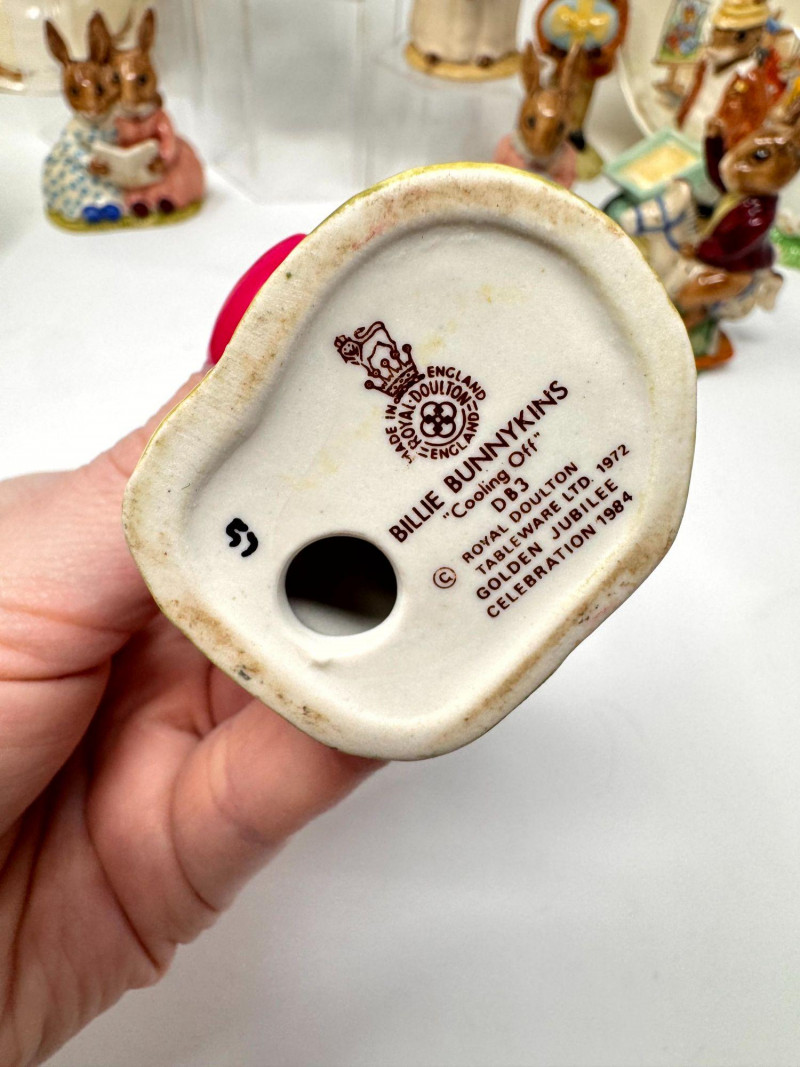 MADE IN ENGLAND
ROYAL·DOULTON
ENGLAND
BILLIE BUNNYKINS
"Cooling Off"
DB3
© ROYAL DOULTON
TABLEWARE LTD. 1972
GOLDEN JUBILEE
CELEBRATION 1984